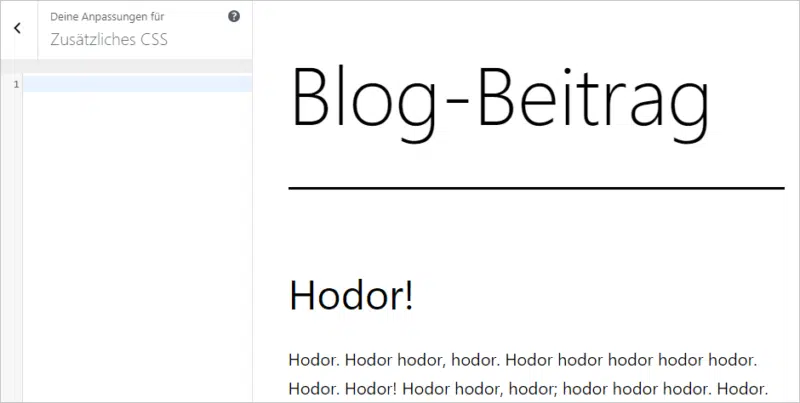 Deine Anpassungen für
Zusätzliches CSS
1
Blog-Beitrag
Hodor!
Hodor. Hodor hodor, hodor. Hodor hodor hodor hodor hodor.
Hodor. Hodor! Hodor hodor, hodor; hodor hodor hodor. Hodor.